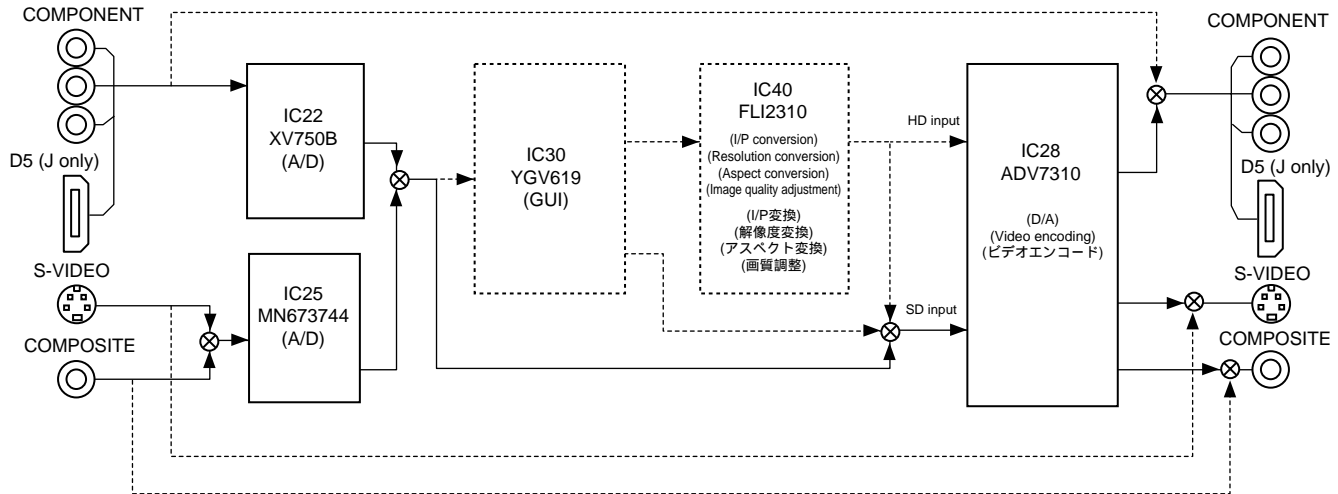 COMPONENT
D5 (J only)
S-VIDEO
COMPOSITE
IC22
XV750B
(A/D)
IC25
MN673744
(A/D)
IC30
YGV619
(GUI)
IC40
FLI2310
(I/P conversion)
(Resolution conversion)
(Aspect conversion)
(Image quality adjustment)
(I/P変換)
(解像度変換)
(アスペクト変換)
(画質調整)
HD input
SD input
IC28
ADV7310
(D/A)
(Video encoding)
(ビデオエンコード)
COMPONENT
D5 (J only)
S-VIDEO
COMPOSITE